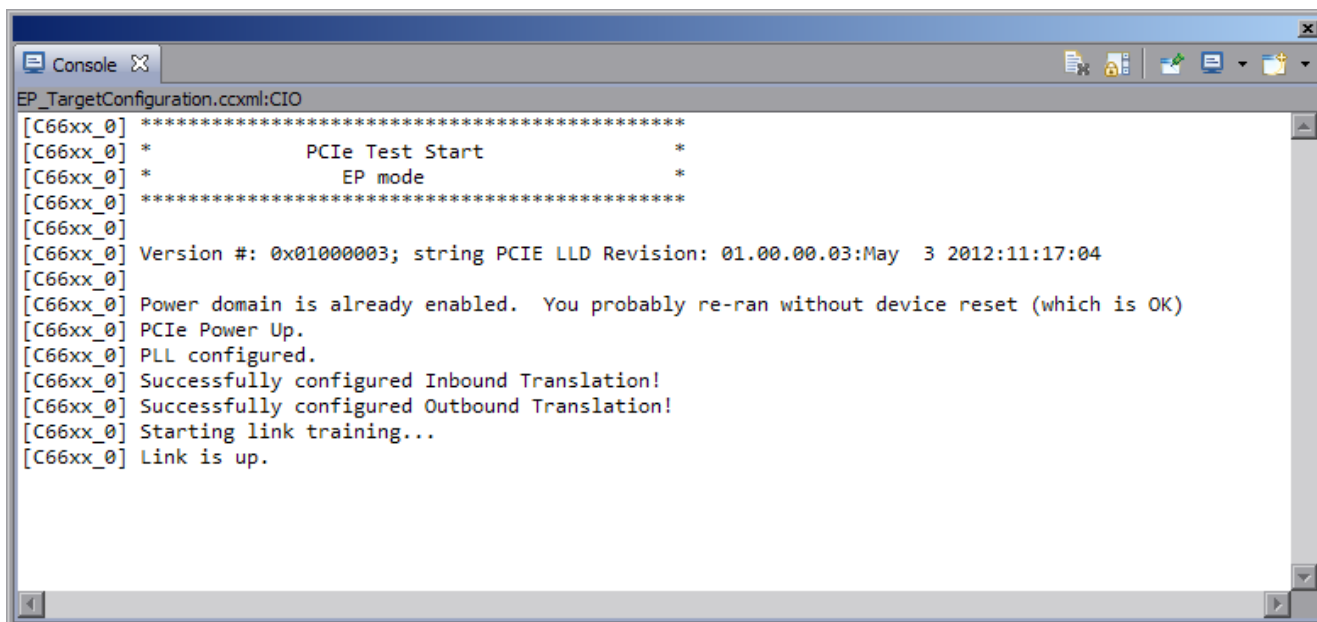 Console
EP_TargetConfiguration.ccxml:CIO
[C66xx_0] **********************************************
[C66xx_0] *             PCIe Test Start                *
[C66xx_0] *                EP mode                     *
[C66xx_0] **********************************************
[C66xx_0]
[C66xx_0] Version #: 0x01000003; string PCIE LLD Revision: 01.00.00.03:May  3 2012:11:17:04
[C66xx_0]
[C66xx_0] Power domain is already enabled.  You probably re-ran without device reset (which is OK)
[C66xx_0] PCIe Power Up.
[C66xx_0] PLL configured.
[C66xx_0] Successfully configured Inbound Translation!
[C66xx_0] Successfully configured Outbound Translation!
[C66xx_0] Starting link training...
[C66xx_0] Link is up.